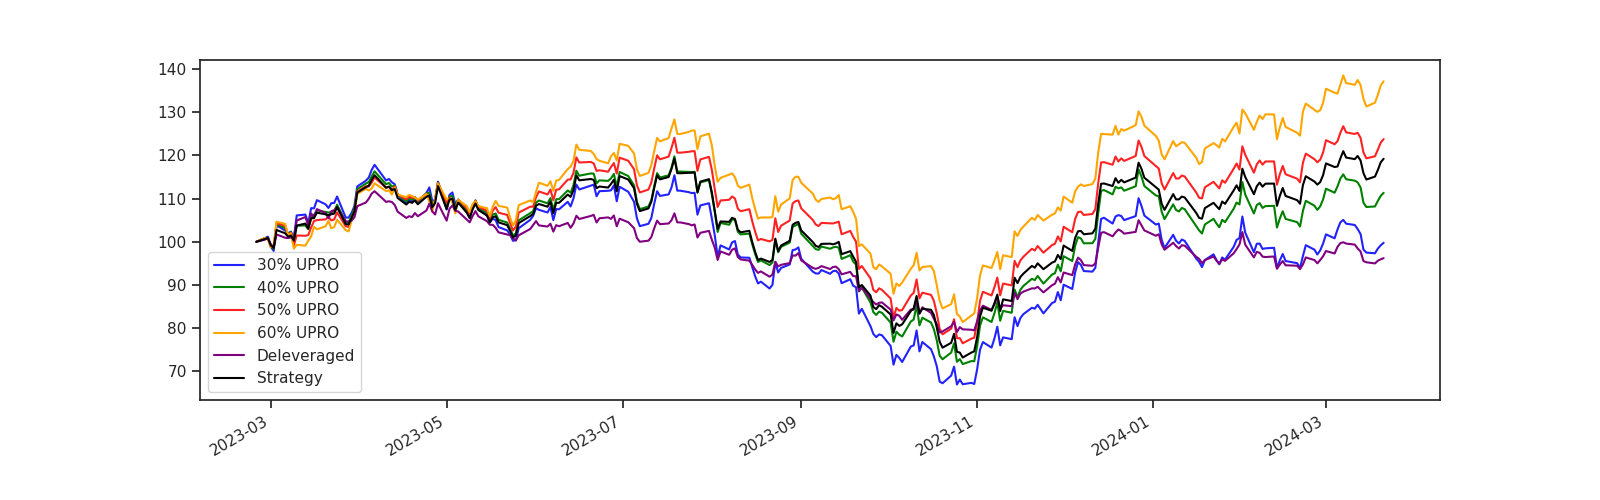 140
130
120
110
100
90
80
70
30% UPRO
40% UPRO
50% UPRO
60% UPRO
Deleveraged
Strategy
2023-03
2023-05
2023-07
2023-09
2023-11
2024-01
2024-03